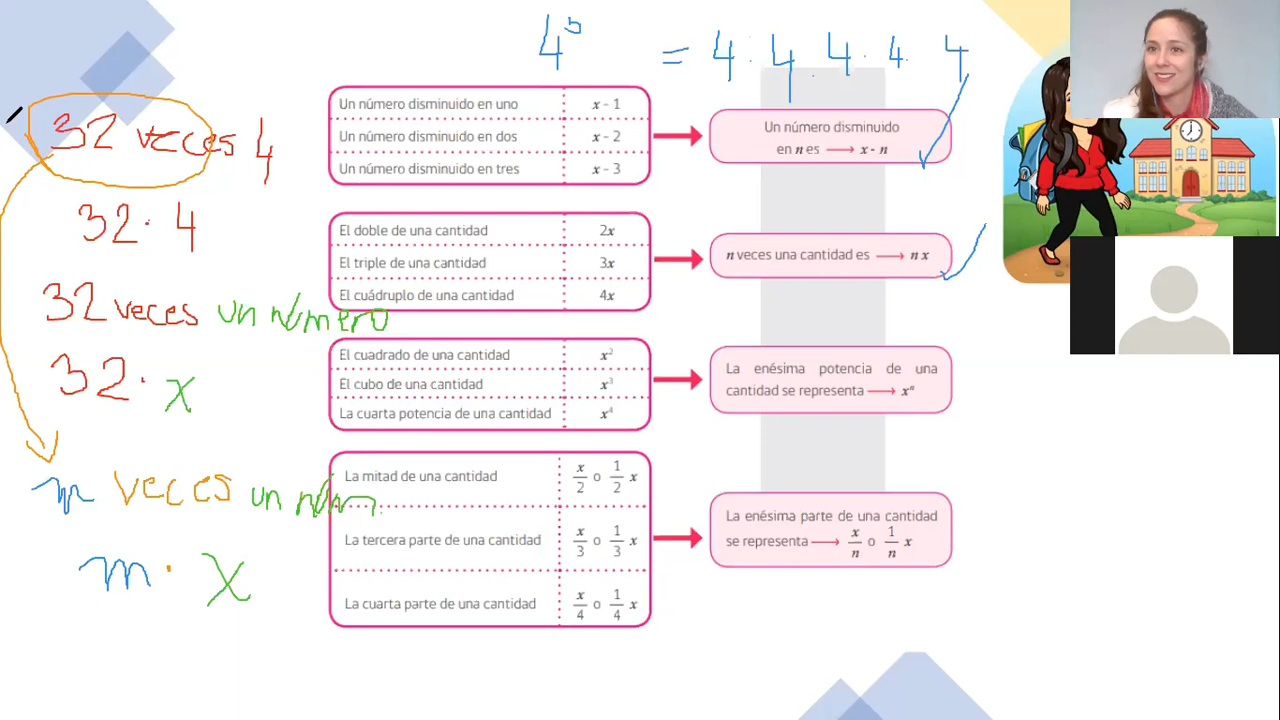 4⁵ = 4 · 4 · 4 · 4 · 4
32 veces 4
32 · 4
32 veces un número
32 · x
n veces un núm
n · x
Un número disminuido en uno x - 1
Un número disminuido en dos x - 2
Un número disminuido en tres x - 3
Un número disminuido
en n es → x - n
El doble de una cantidad 2x
El triple de una cantidad 3x
El cuádruplo de una cantidad 4x
n veces una cantidad es → n x
El cuadrado de una cantidad x²
El cubo de una cantidad x³
La cuarta potencia de una cantidad x⁴
La enésima potencia de una
cantidad se representa → xⁿ
La mitad de una cantidad x/2 o 1/2 x
La tercera parte de una cantidad x/3 o 1/3 x
La cuarta parte de una cantidad x/4 o 1/4 x
La enésima parte de una cantidad
se representa → x/n o 1/n x